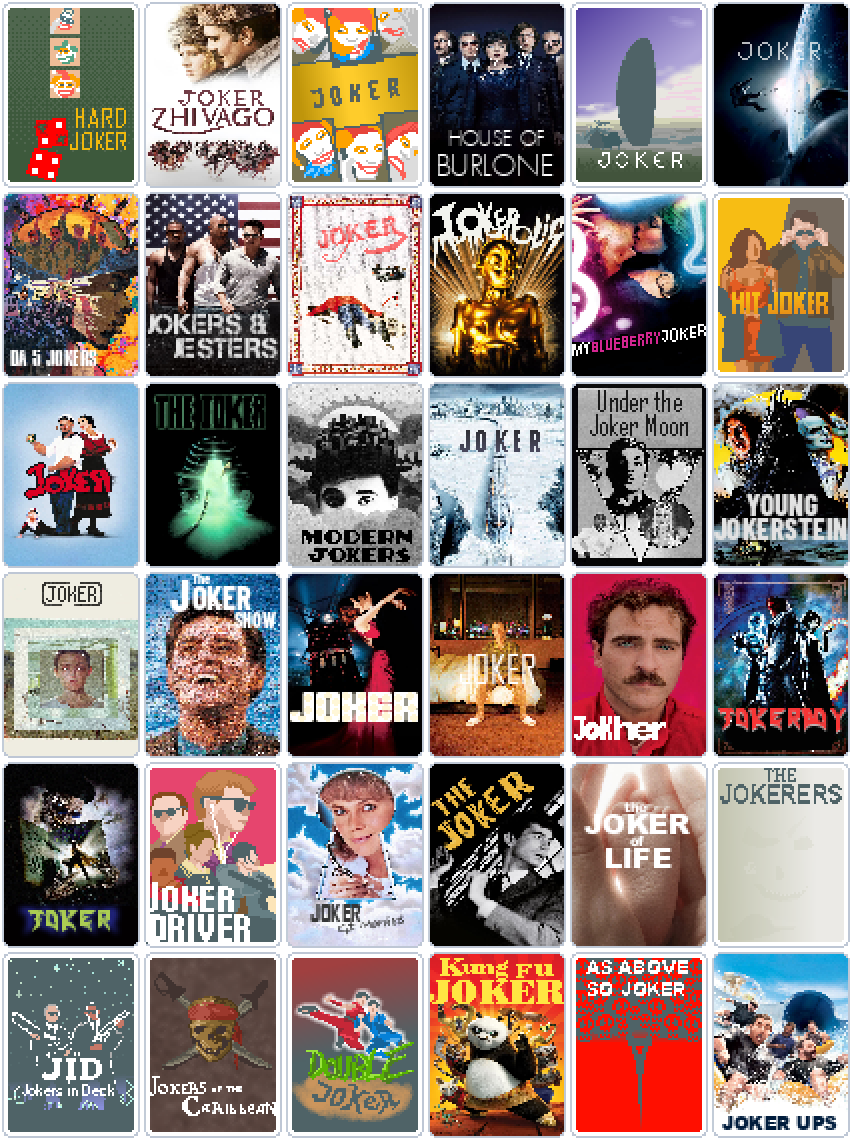 HARD
JOKER
JOKER
ZHIVAGO
JOKER
HOUSE OF
BURLONE
JOKER
JOKER
DA 5 JOKERS
JOKERS &
JESTERS
JOKER
JOKEROPOLIS
MY BLUEBERRY JOKER
HIT JOKER
JOKER
THE JOKER
MODERN
JOKERS
JOKER
Under the
Joker Moon
YOUNG
JOKERSTEIN
JOKER
The
JOKER
SHOW
JOKER
JOKER
Jokher
JOKERBOY
JOKER
JOKER
DRIVER
JOKER
THE
JOKER
the
JOKER
of
LIFE
THE
JOKERERS
JID
Jokers in Deck
JOKERS OF THE
CARIBBEAN
DOUBLE
JOKER
Kung Fu
JOKER
AS ABOVE
SO JOKER
JOKER UPS